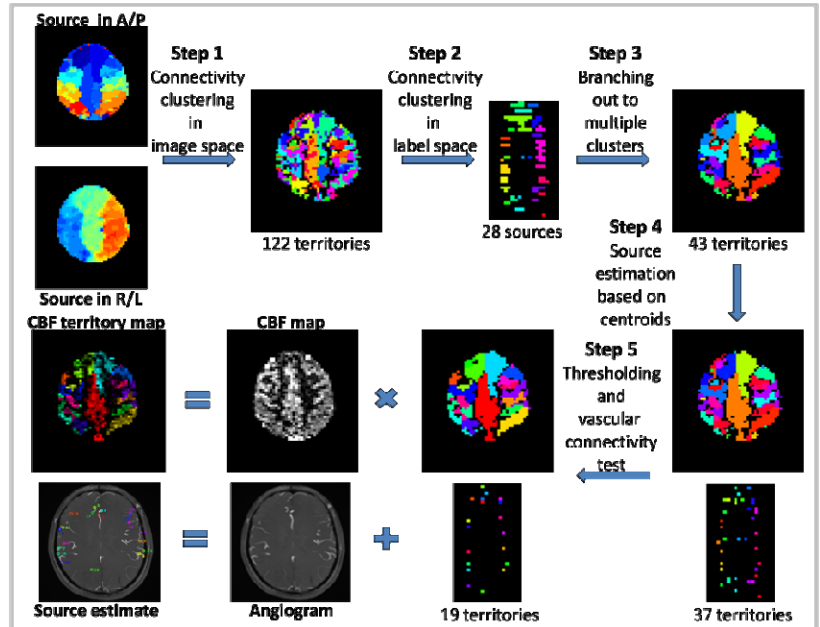 Source in A/P
Step 1
Connectivity
clustering
in
image space
122 territories
Step 2
Connectivity
clustering
in
label space
28 sources
Step 3
Branching
out to
multiple
clusters
43 territories
Source in R/L
Step 4
Source
estimation
based on
centroids
CBF territory map
CBF map
Step 5
Thresholding
and
vascular
connectivity
test
=
×
=
+
Source estimate
Angiogram
19 territories
37 territories